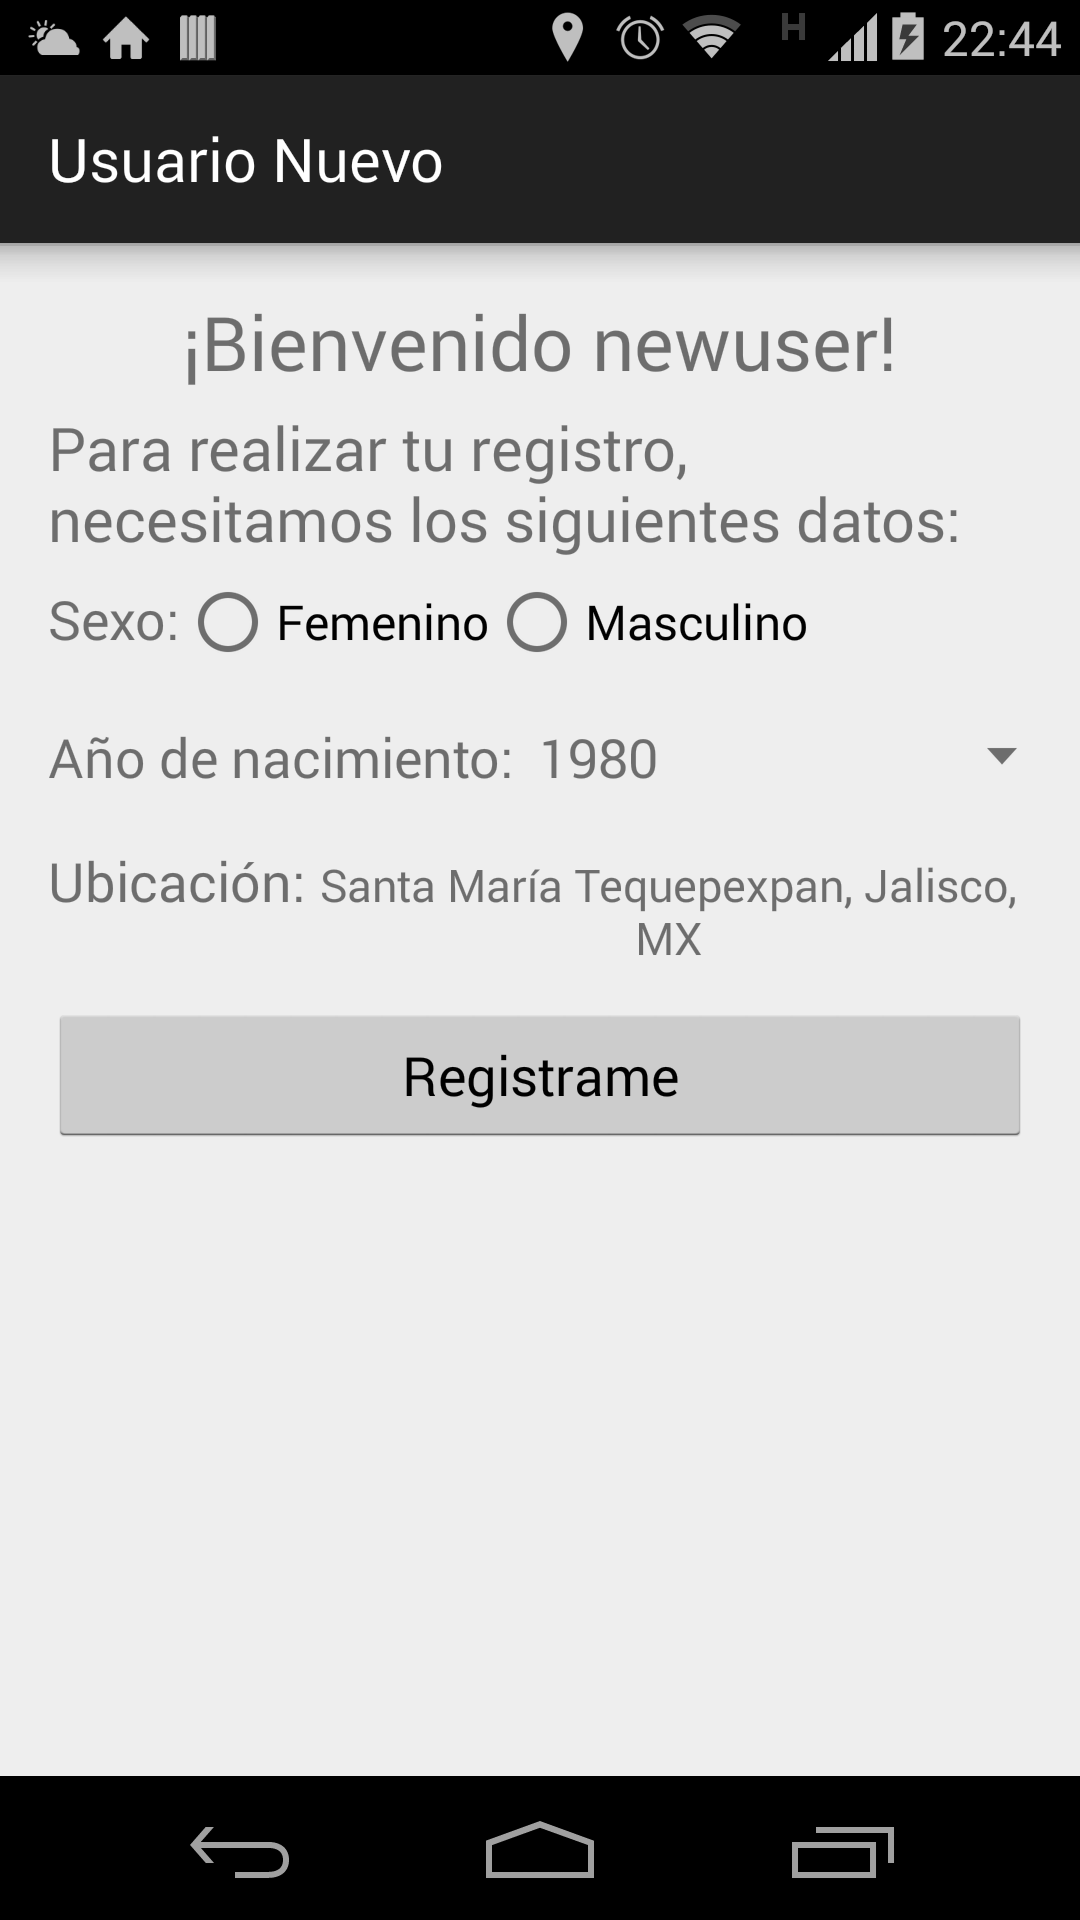 H 22:44
Usuario Nuevo
¡Bienvenido newuser!
Para realizar tu registro,
necesitamos los siguientes datos:
Sexo: Femenino Masculino
Año de nacimiento: 1980
Ubicación: Santa María Tequepexpan, Jalisco,
MX
Registrame